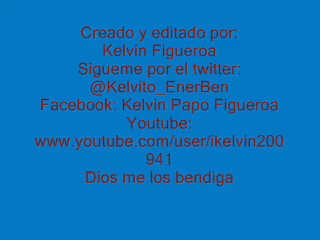 Creado y editado por:
Kelvin Figueroa
Sigueme por el twitter:
@Kelvito_EnerBen
Facebook: Kelvin Papo Figueroa
Youtube:
www.youtube.com/user/ikelvin200
941
Dios me los bendiga